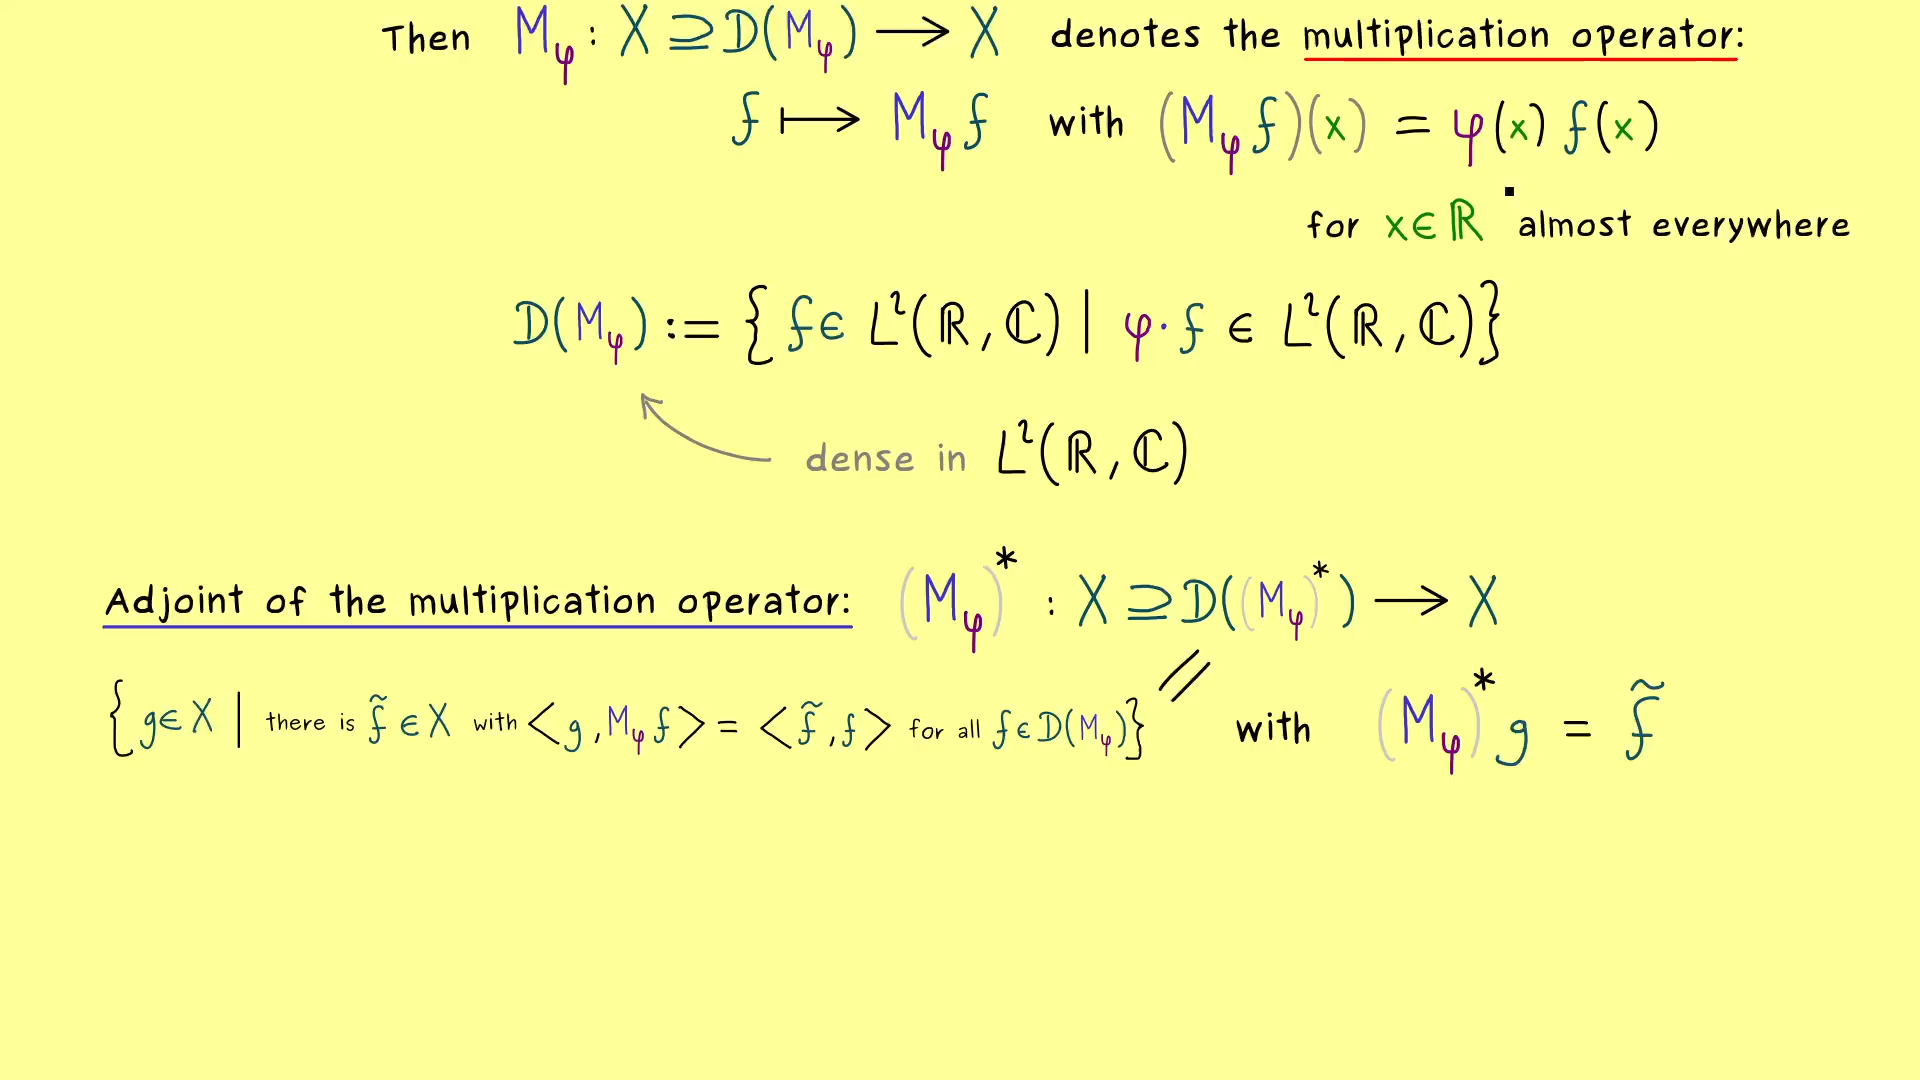 Then M_φ : X ⊇ D(M_φ) ⟶ X denotes the multiplication operator:
f ⟼ M_φ f with (M_φ f)(x) = φ(x) f(x)
for x ∈ ℝ almost everywhere
D(M_φ) := { f ∈ L²(ℝ, ℂ) | φ · f ∈ L²(ℝ, ℂ) }
dense in L²(ℝ, ℂ)
Adjoint of the multiplication operator: (M_φ)* : X ⊇ D((M_φ)*) ⟶ X
{ g ∈ X | there is f̃ ∈ X with <g, M_φ f> = <f̃, f> for all f ∈ D(M_φ) } with (M_φ)* g = f̃